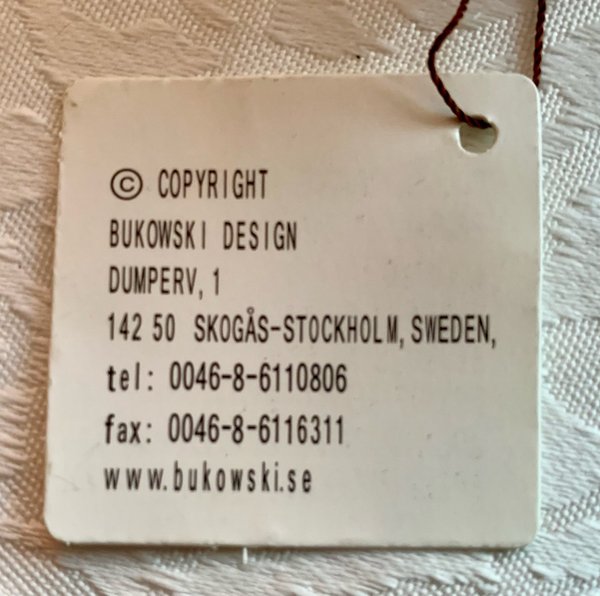 © COPYRIGHT
BUKOWSKI DESIGN
DUMPERV, 1
142 50 SKOGÅS-STOCKHOLM, SWEDEN,
tel: 0046-8-6110806
fax: 0046-8-6116311
www.bukowski.se